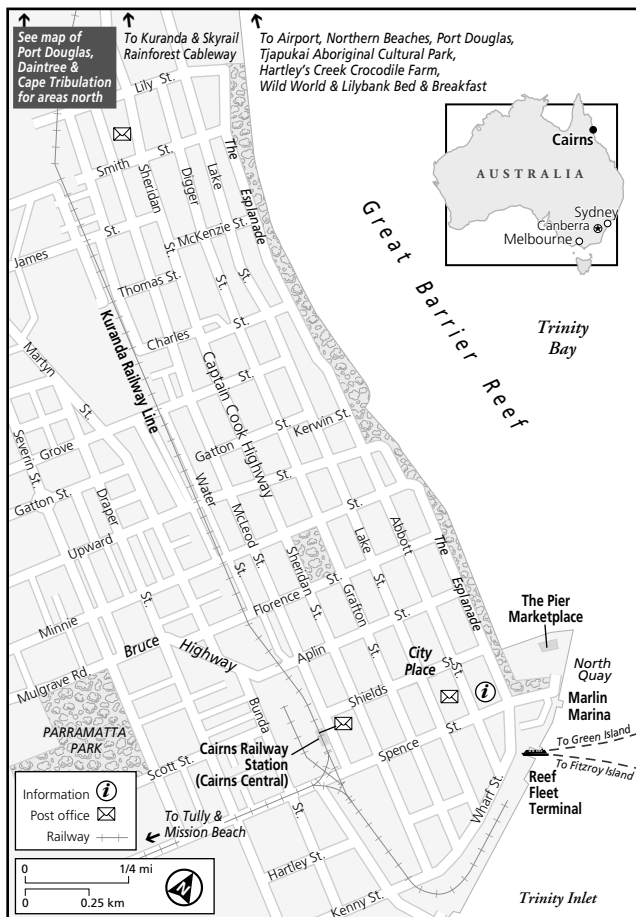 See map of
Port Douglas,
Daintree &
Cape Tribulation
for areas north
To Kuranda & Skyrail
Rainforest Cableway
To Airport, Northern Beaches, Port Douglas,
Tjapukai Aboriginal Cultural Park,
Hartley's Creek Crocodile Farm,
Wild World & Lilybank Bed & Breakfast
Lily St.
Smith St.
Sheridan St.
Digger St.
Lake St.
The Esplanade
McKenzie St.
James St.
Thomas St.
Charles St.
Kuranda Railway Line
Captain Cook Highway
Martyn St.
Severin St.
Grove St.
Gatton St.
Gatton St.
Kerwin St.
Draper St.
Upward St.
Water St.
McLeod St.
Sheridan St.
Lake St.
Abbott St.
The Esplanade
Grafton St.
Minnie St.
Florence St.
Aplin St.
Bruce Highway
Mulgrave Rd.
Bunda St.
Shields St.
Spence St.
City
Place
PARRAMATTA
PARK
Scott St.
Cairns Railway
Station
(Cairns Central)
Wharf St.
Hartley St.
Kenny St.
To Tully &
Mission Beach
Great Barrier Reef
Trinity
Bay
The Pier
Marketplace
North
Quay
Marlin
Marina
To Green Island
To Fitzroy Island
Reef
Fleet
Terminal
Trinity Inlet
Cairns
AUSTRALIA
Sydney
Canberra
Melbourne
Information i
Post office
Railway
0 1/4 mi
0 0.25 km
N
i